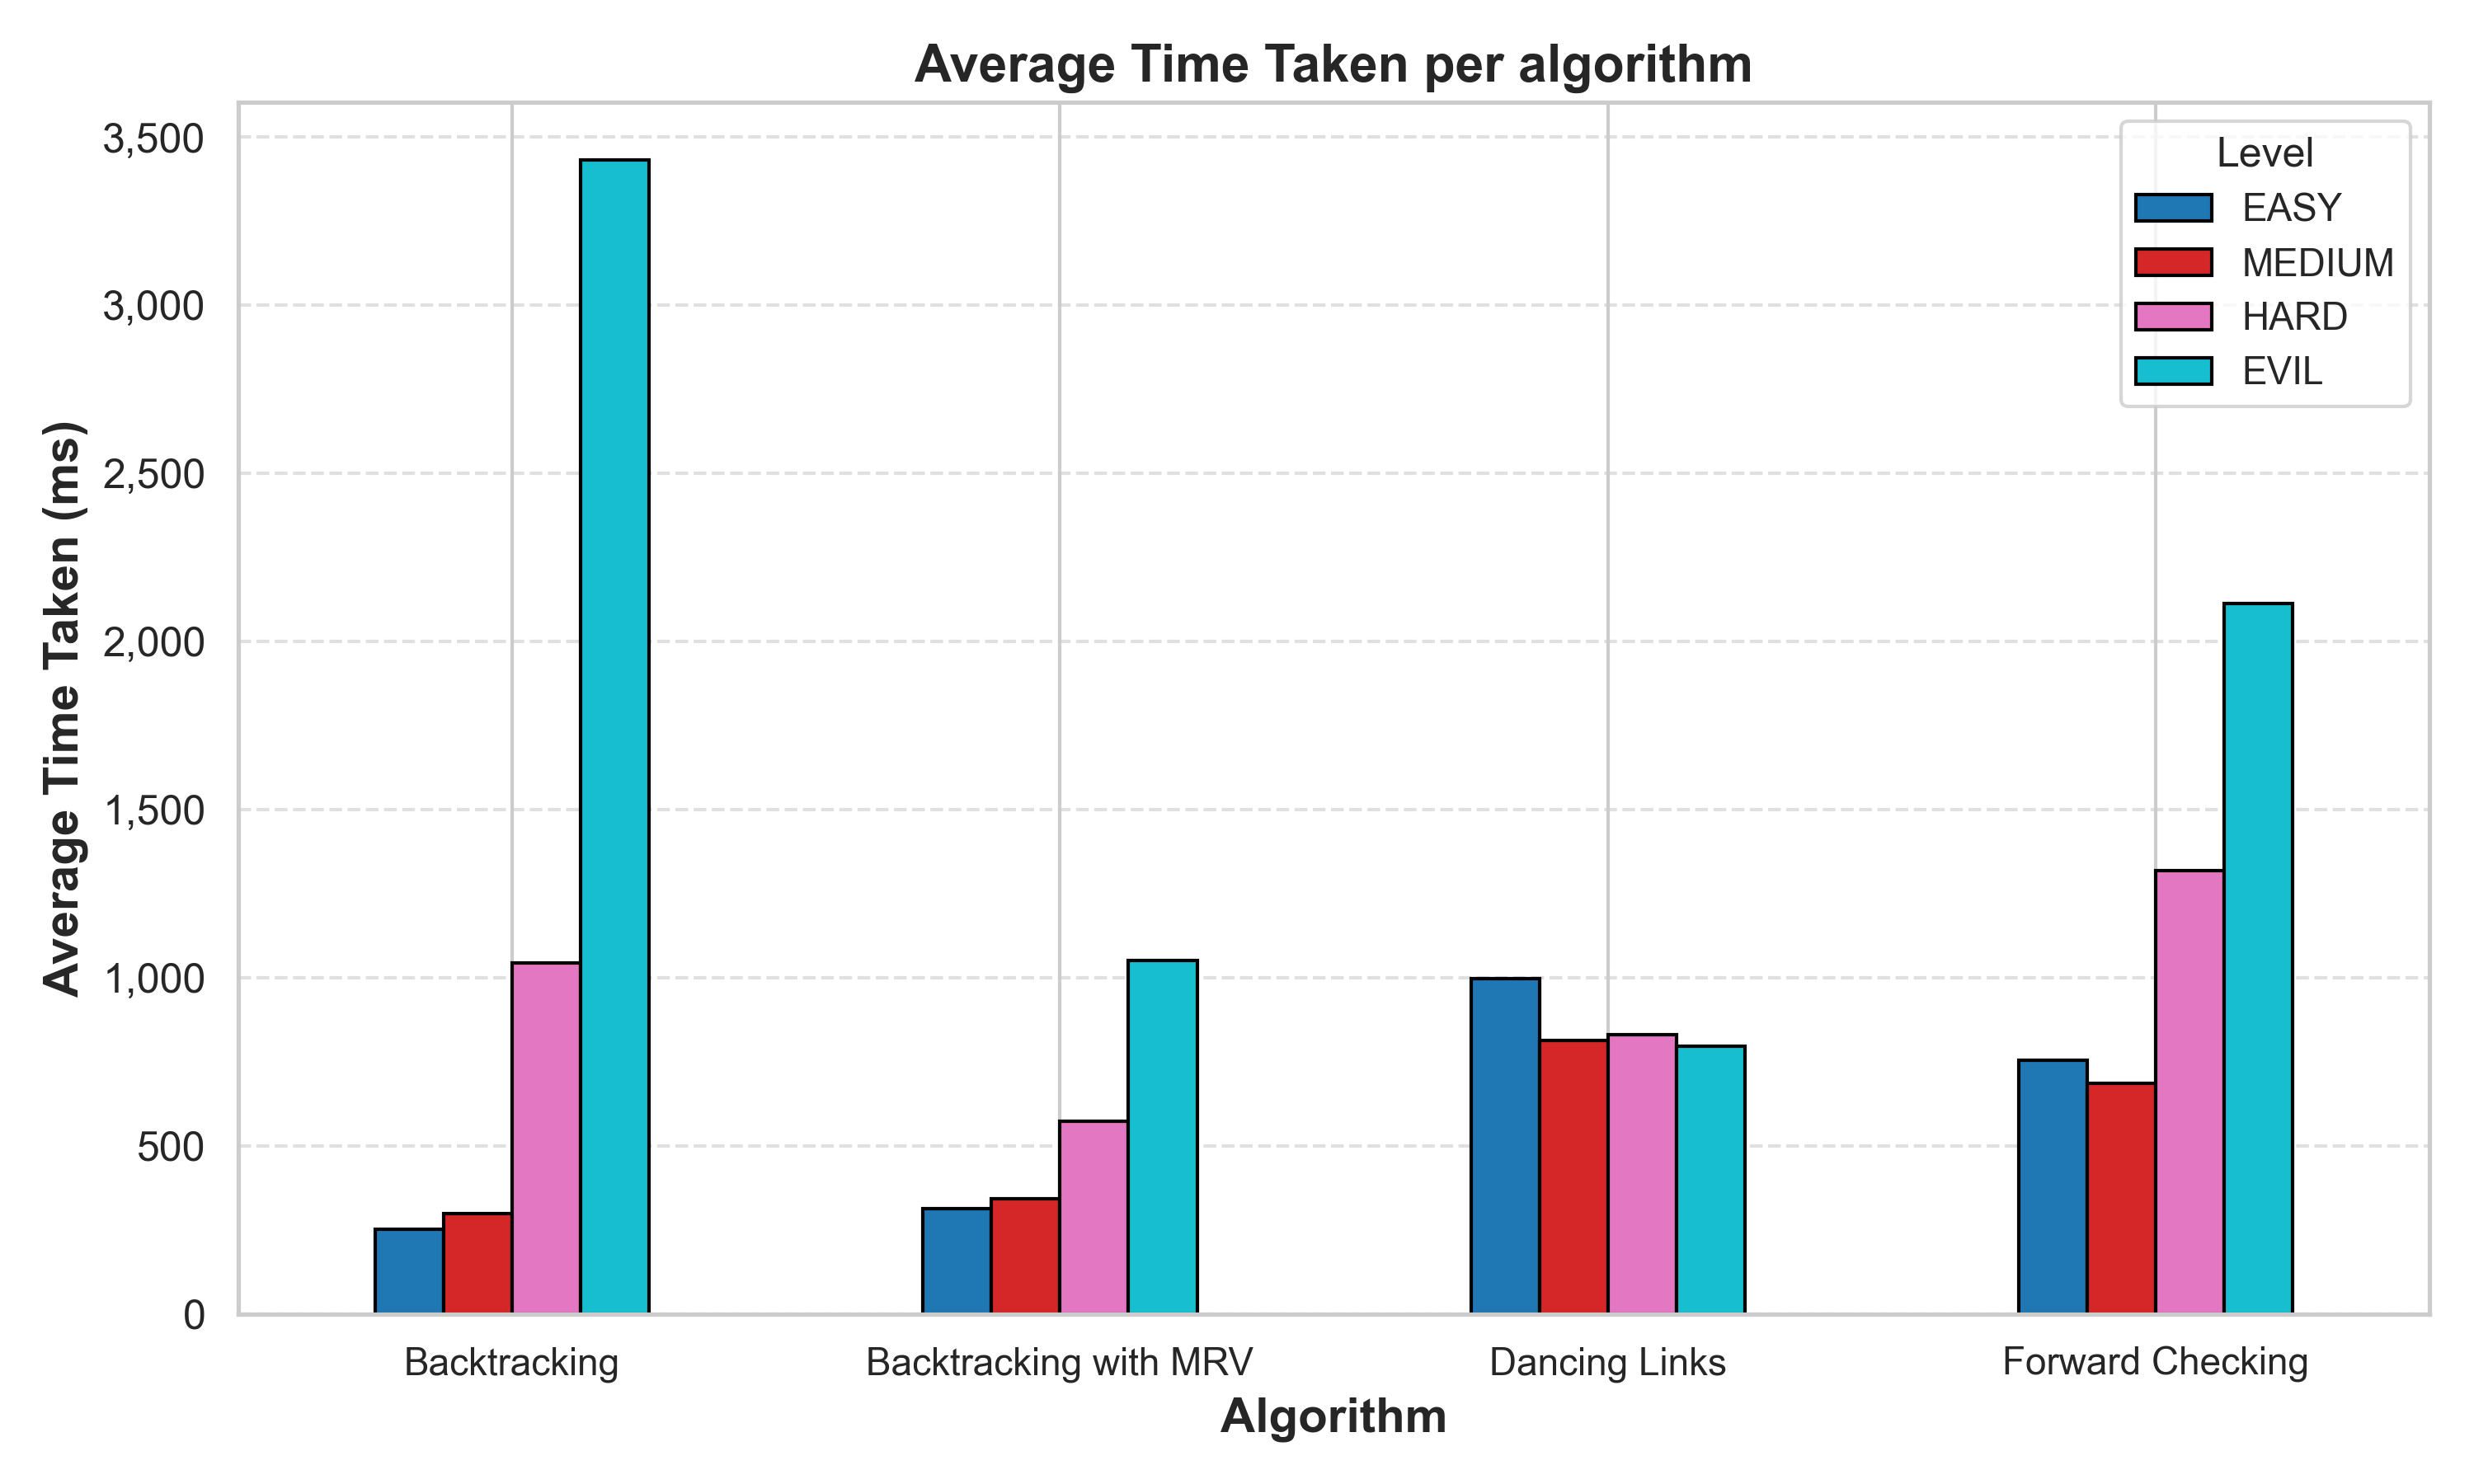 Average Time Taken per algorithm
Average Time Taken (ms)
3,500
3,000
2,500
2,000
1,500
1,000
500
0
Level
EASY
MEDIUM
HARD
EVIL
Backtracking
Backtracking with MRV
Dancing Links
Forward Checking
Algorithm